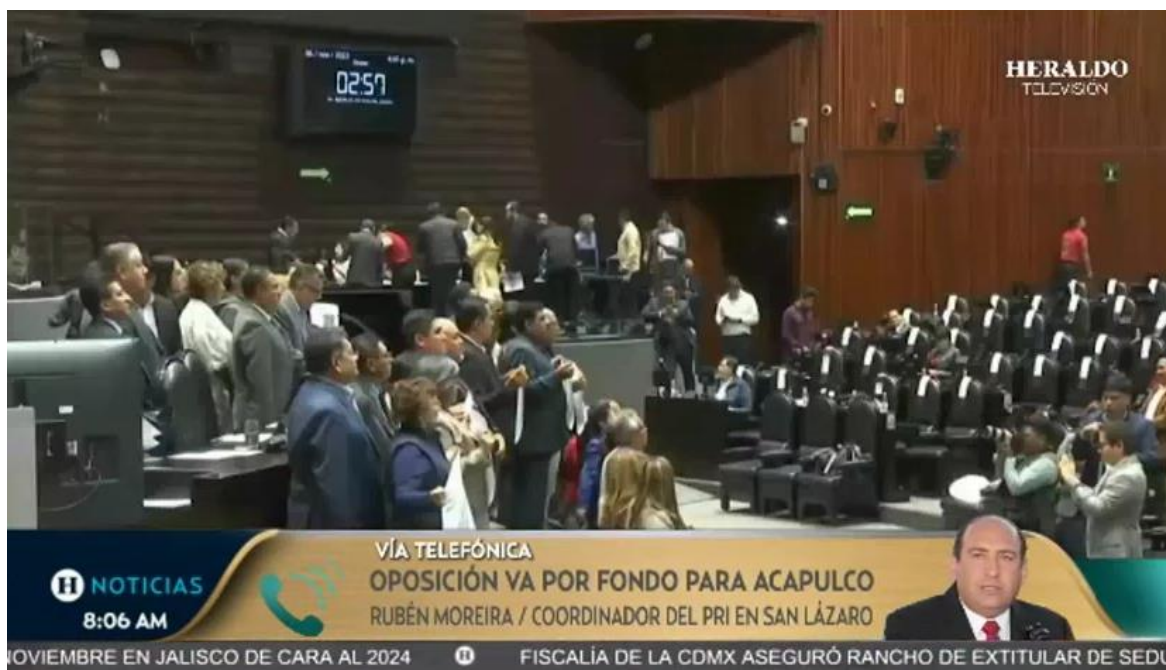 02:57
HERALDO
TELEVISIÓN
VÍA TELEFÓNICA
OPOSICIÓN VA POR FONDO PARA ACAPULCO
RUBÉN MOREIRA / COORDINADOR DEL PRI EN SAN LÁZARO
H NOTICIAS
8:06 AM
OVIEMBRE EN JALISCO DE CARA AL 2024 H FISCALÍA DE LA CDMX ASEGURÓ RANCHO DE EXTITULAR DE SEDU